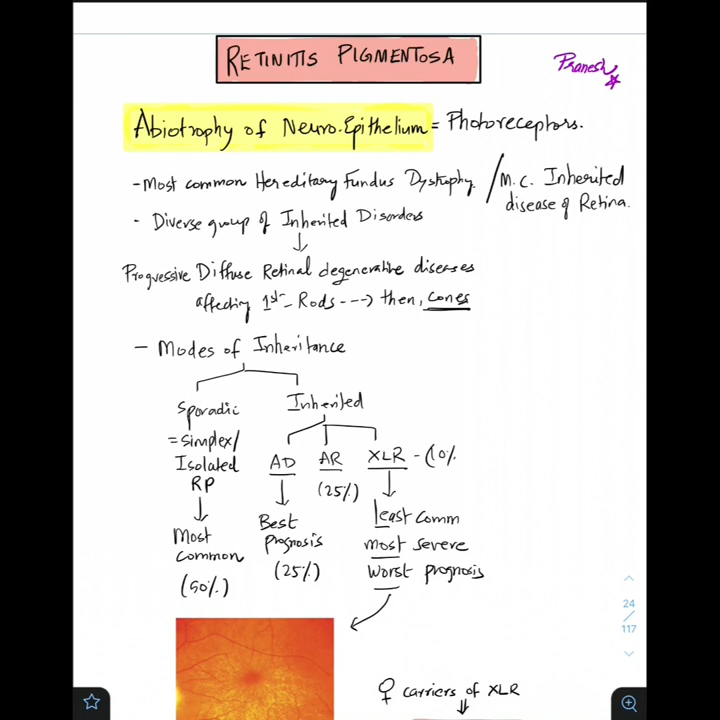 RETINITIS PIGMENTOSA
Pranesh
Abiotrophy of Neuro.Epithelium = Photoreceptors.
- Most common Hereditary Fundus Dystrophy. / M.C. Inherited
disease of Retina.
- Diverse group of Inherited Disorders
↓
Progressive Diffuse Retinal degenerative diseases
affecting 1st - Rods ---> then, cones
- Modes of Inheritance
Sporadic
= simplex/
Isolated
RP
↓
Most
common
(50%)
Inherited
AD
↓
Best
Prognosis
(25%)
AR
(25%)
XLR - (10%
↓
least comm
most severe
worst prognosis
♀ carriers of XLR
⇓
24
/
117